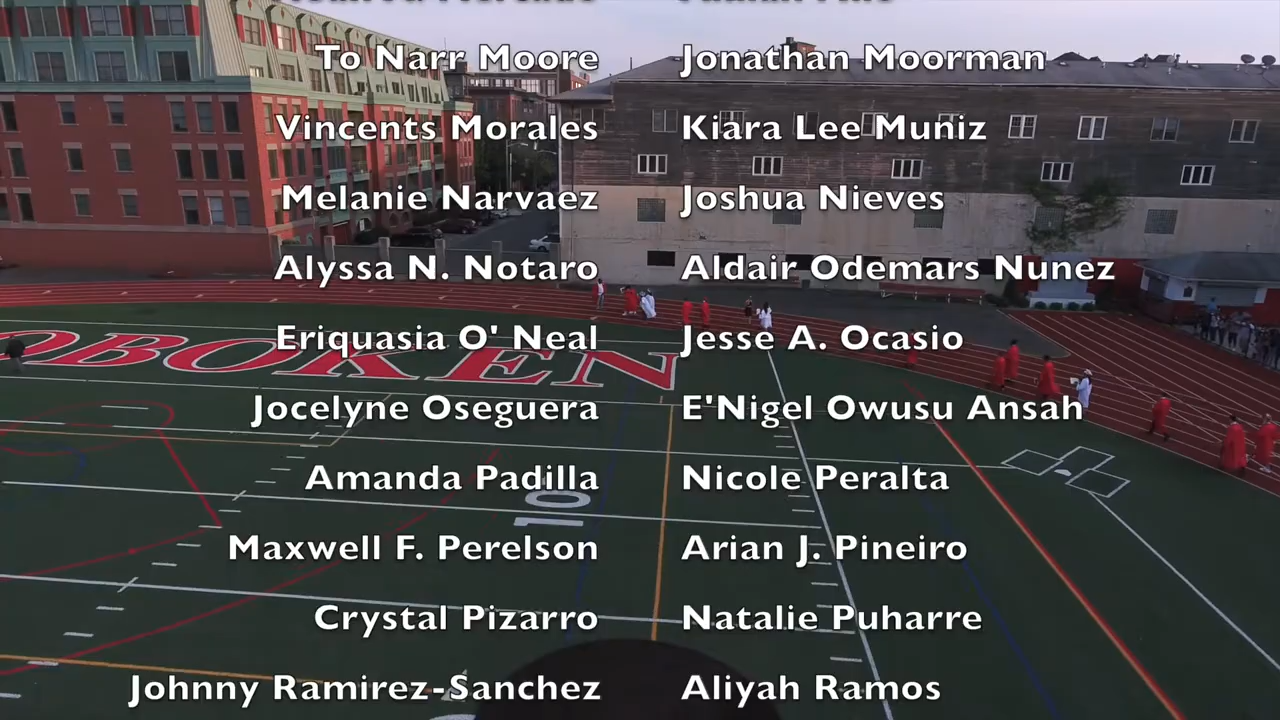 To Narr Moore Jonathan Moorman
Vincents Morales Kiara Lee Muniz
Melanie Narvaez Joshua Nieves
Alyssa N. Notaro Aldair Odemars Nunez
Eriquasia O' Neal Jesse A. Ocasio
Jocelyne Oseguera E'Nigel Owusu Ansah
Amanda Padilla Nicole Peralta
Maxwell F. Perelson Arian J. Pineiro
Crystal Pizarro Natalie Puharre
Johnny Ramirez-Sanchez Aliyah Ramos
OBOKEN
10